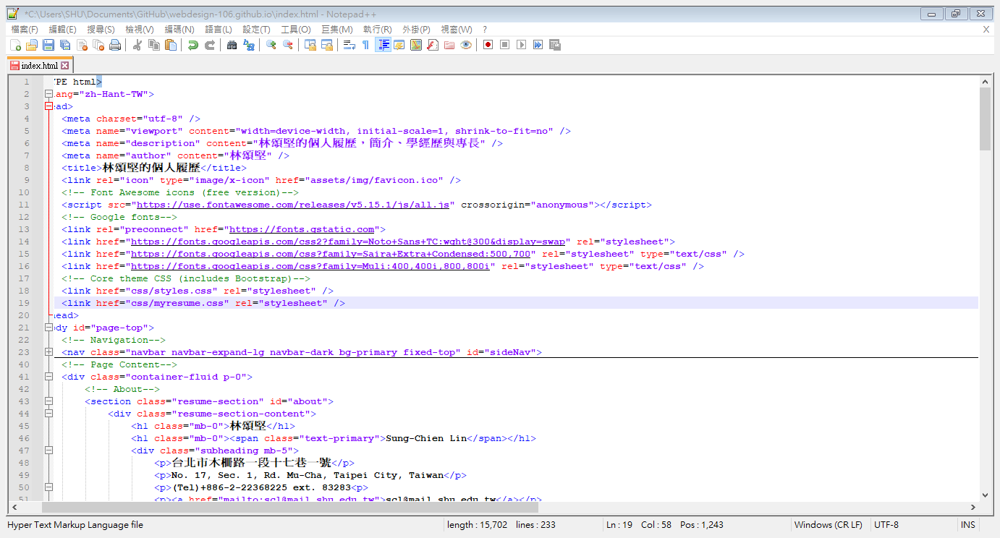 *C:\Users\SHU\Documents\GitHub\webdesign-106.github.io\index.html - Notepad++
檔案(F) 編輯(E) 搜尋(S) 檢視(V) 編碼(N) 語言(L) 設定(T) 工具(O) 巨集(M) 執行(R) 外掛(P) 視窗(W) ? X
index.html
1 YPE html>
2 lang="zh-Hant-TW">
3 ead>
4 <meta charset="utf-8" />
5 <meta name="viewport" content="width=device-width, initial-scale=1, shrink-to-fit=no" />
6 <meta name="description" content="林頌堅的個人履歷，簡介、學經歷與專長" />
7 <meta name="author" content="林頌堅" />
8 <title>林頌堅的個人履歷</title>
9 <link rel="icon" type="image/x-icon" href="assets/img/favicon.ico" />
10 <!-- Font Awesome icons (free version)-->
11 <script src="https://use.fontawesome.com/releases/v5.15.1/js/all.js" crossorigin="anonymous"></script>
12 <!-- Google fonts-->
13 <link rel="preconnect" href="https://fonts.gstatic.com">
14 <link href="https://fonts.googleapis.com/css2?family=Noto+Sans+TC:wght@300&display=swap" rel="stylesheet">
15 <link href="https://fonts.googleapis.com/css?family=Saira+Extra+Condensed:500,700" rel="stylesheet" type="text/css" />
16 <link href="https://fonts.googleapis.com/css?family=Muli:400,400i,800,800i" rel="stylesheet" type="text/css" />
17 <!-- Core theme CSS (includes Bootstrap)-->
18 <link href="css/styles.css" rel="stylesheet" />
19 <link href="css/myresume.css" rel="stylesheet" />
20 head>
21 ody id="page-top">
22 <!-- Navigation-->
23 <nav class="navbar navbar-expand-lg navbar-dark bg-primary fixed-top" id="sideNav">
40 <!-- Page Content-->
41 <div class="container-fluid p-0">
42 <!-- About-->
43 <section class="resume-section" id="about">
44 <div class="resume-section-content">
45 <h1 class="mb-0">林頌堅</h1>
46 <h1 class="mb-0"><span class="text-primary">Sung-Chien Lin</span></h1>
47 <div class="subheading mb-5">
48 <p>台北市木柵路一段十七巷一號</p>
49 <p>No. 17, Sec. 1, Rd. Mu-Cha, Taipei City, Taiwan</p>
50 <p>(Tel)+886-2-22368225 ext. 83283<p>
51 <p><a href="mailto:scl@mail.shu.edu.tw">scl@mail.shu.edu.tw</a></p>
Hyper Text Markup Language file length : 15,702 lines : 233 Ln : 19 Col : 58 Pos : 1,243 Windows (CR LF) UTF-8 INS